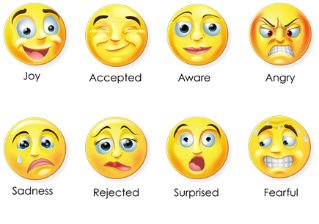 Joy Accepted Aware Angry
Sadness Rejected Surprised Fearful